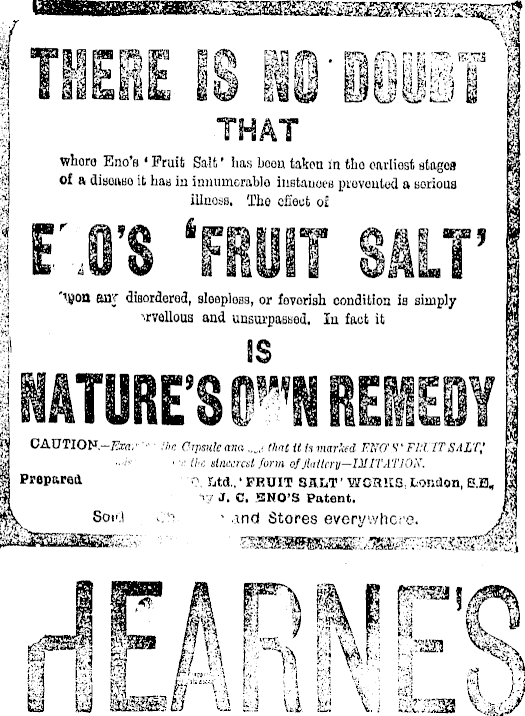 THERE IS NO DOUBT
THAT
where Eno's ‘Fruit Salt’ has been taken in the earliest stages
of a disease it has in innumerable instances prevented a serious
illness. The effect of
ENO'S ‘FRUIT SALT’
upon any disordered, sleepless, or feverish condition is simply
marvellous and unsurpassed. In fact it
IS
NATURE'S OWN REMEDY
CAUTION.—Examine the Capsule and that it is marked ENO'S ‘FRUIT SALT,’
the sincerest form of flattery—IMITATION.
Prepared Ltd., ‘FRUIT SALT’ WORKS, London, S.E.,
by J. C. ENO'S Patent.
Sold and Stores everywhere.
HEARNE'S